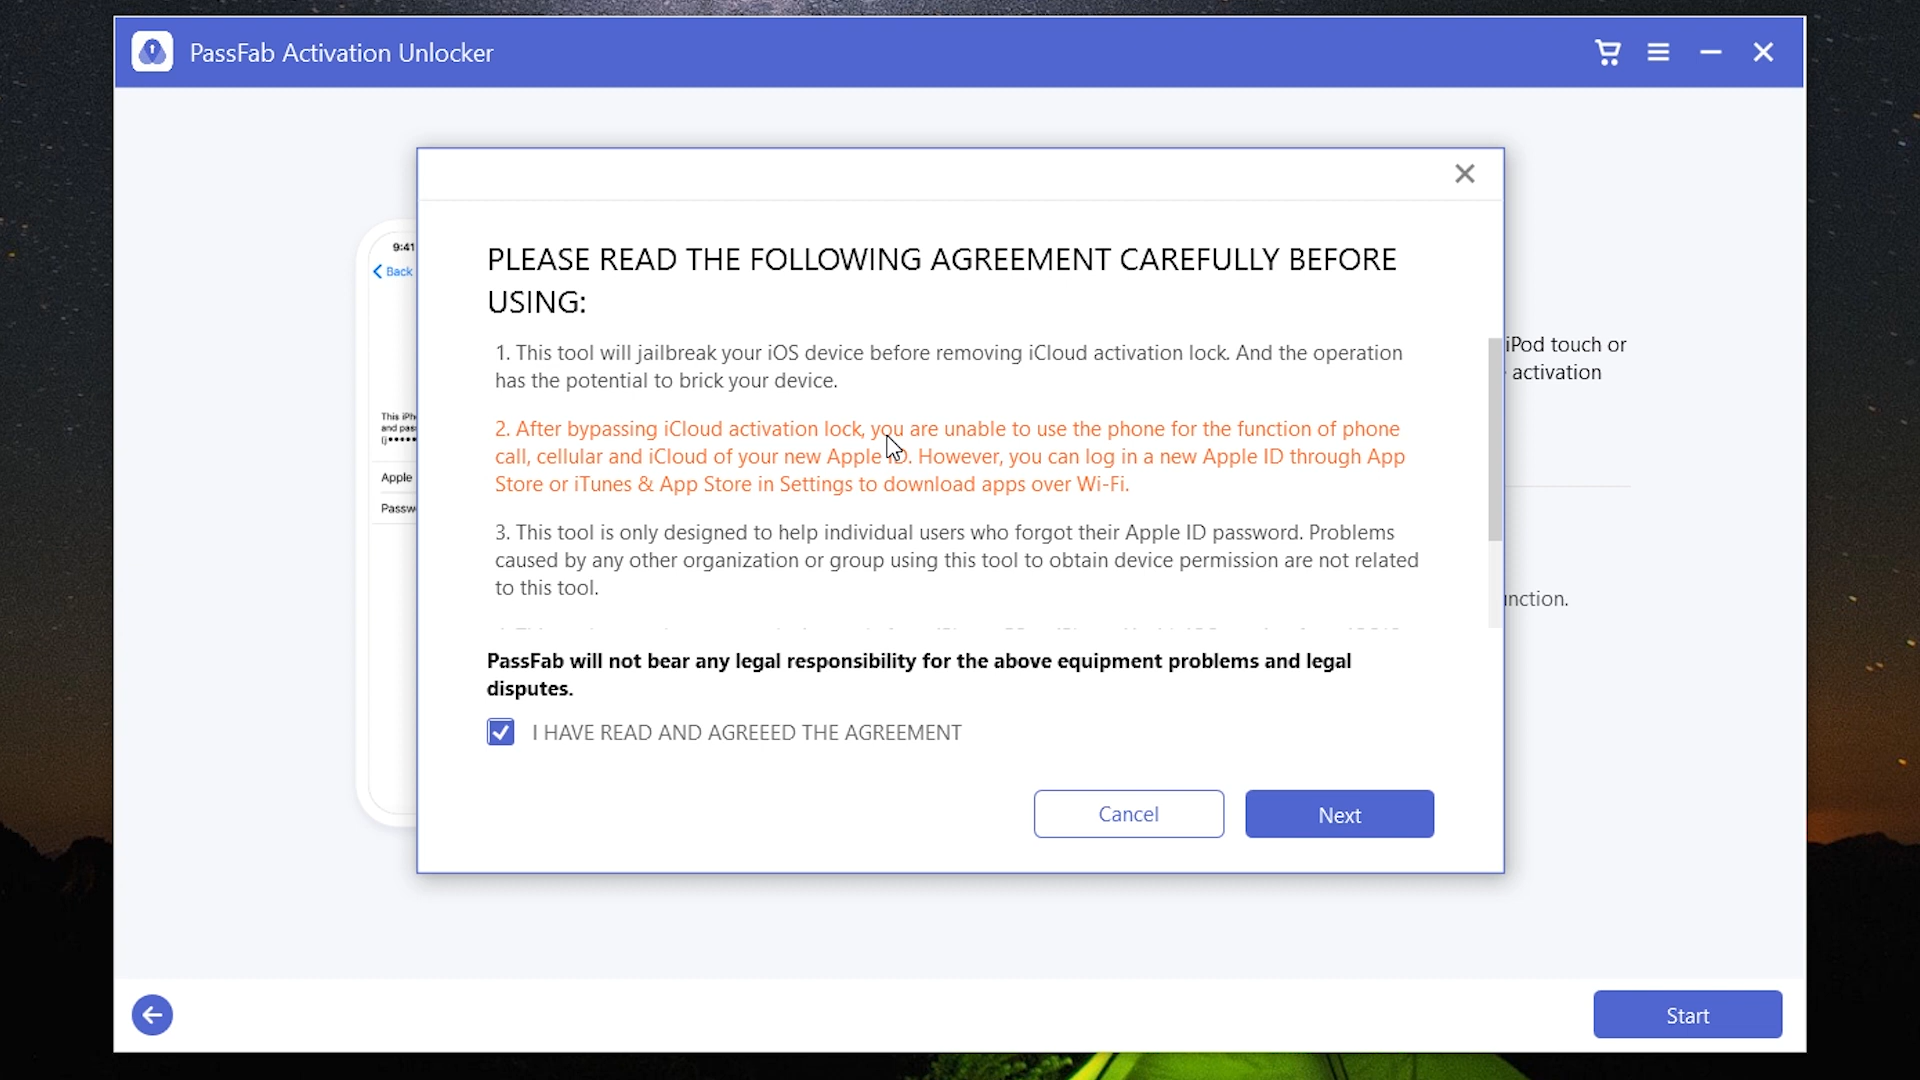 PassFab Activation Unlocker
9:41
Back
PLEASE READ THE FOLLOWING AGREEMENT CAREFULLY BEFORE
USING:
1. This tool will jailbreak your iOS device before removing iCloud activation lock. And the operation
has the potential to brick your device.
2. After bypassing iCloud activation lock, you are unable to use the phone for the function of phone
call, cellular and iCloud of your new Apple ID. However, you can log in a new Apple ID through App
Store or iTunes & App Store in Settings to download apps over Wi-Fi.
3. This tool is only designed to help individual users who forgot their Apple ID password. Problems
caused by any other organization or group using this tool to obtain device permission are not related
to this tool.
PassFab will not bear any legal responsibility for the above equipment problems and legal
disputes.
I HAVE READ AND AGREEED THE AGREEMENT
Cancel
Next
This iPh
and pas
(j•••••
Apple
Passw
iPod touch or
activation
nction.
Start